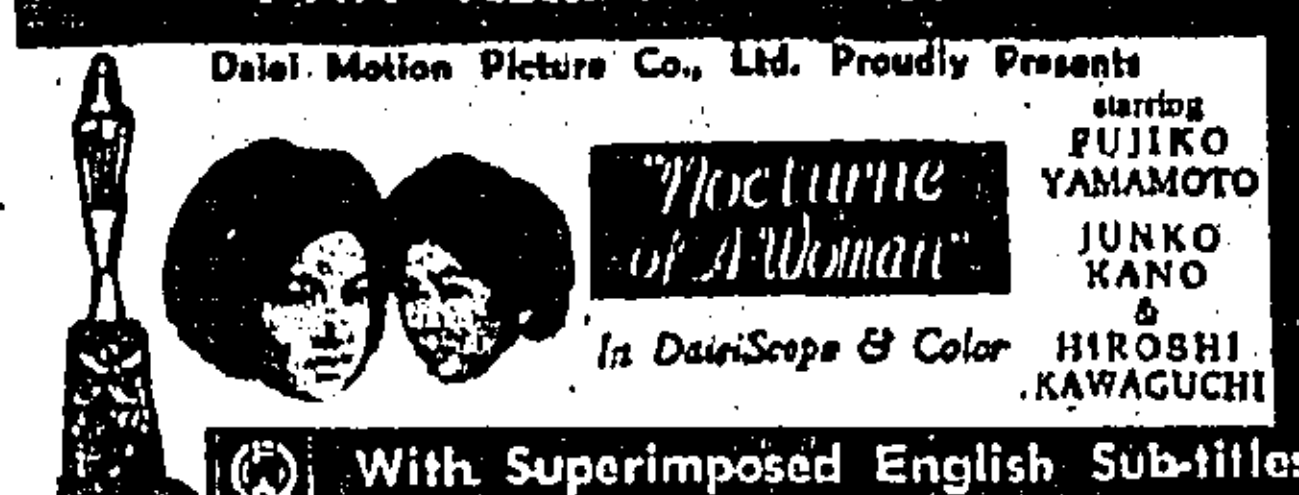 Daiei Motion Picture Co., Ltd. Proudly Presents
starring
FUJIKO
YAMAMOTO
JUNKO
KANO
&
HIROSHI
KAWAGUCHI
"Nocturne
of A Woman"
In DaieiScope & Color
With Superimposed English Sub-titles